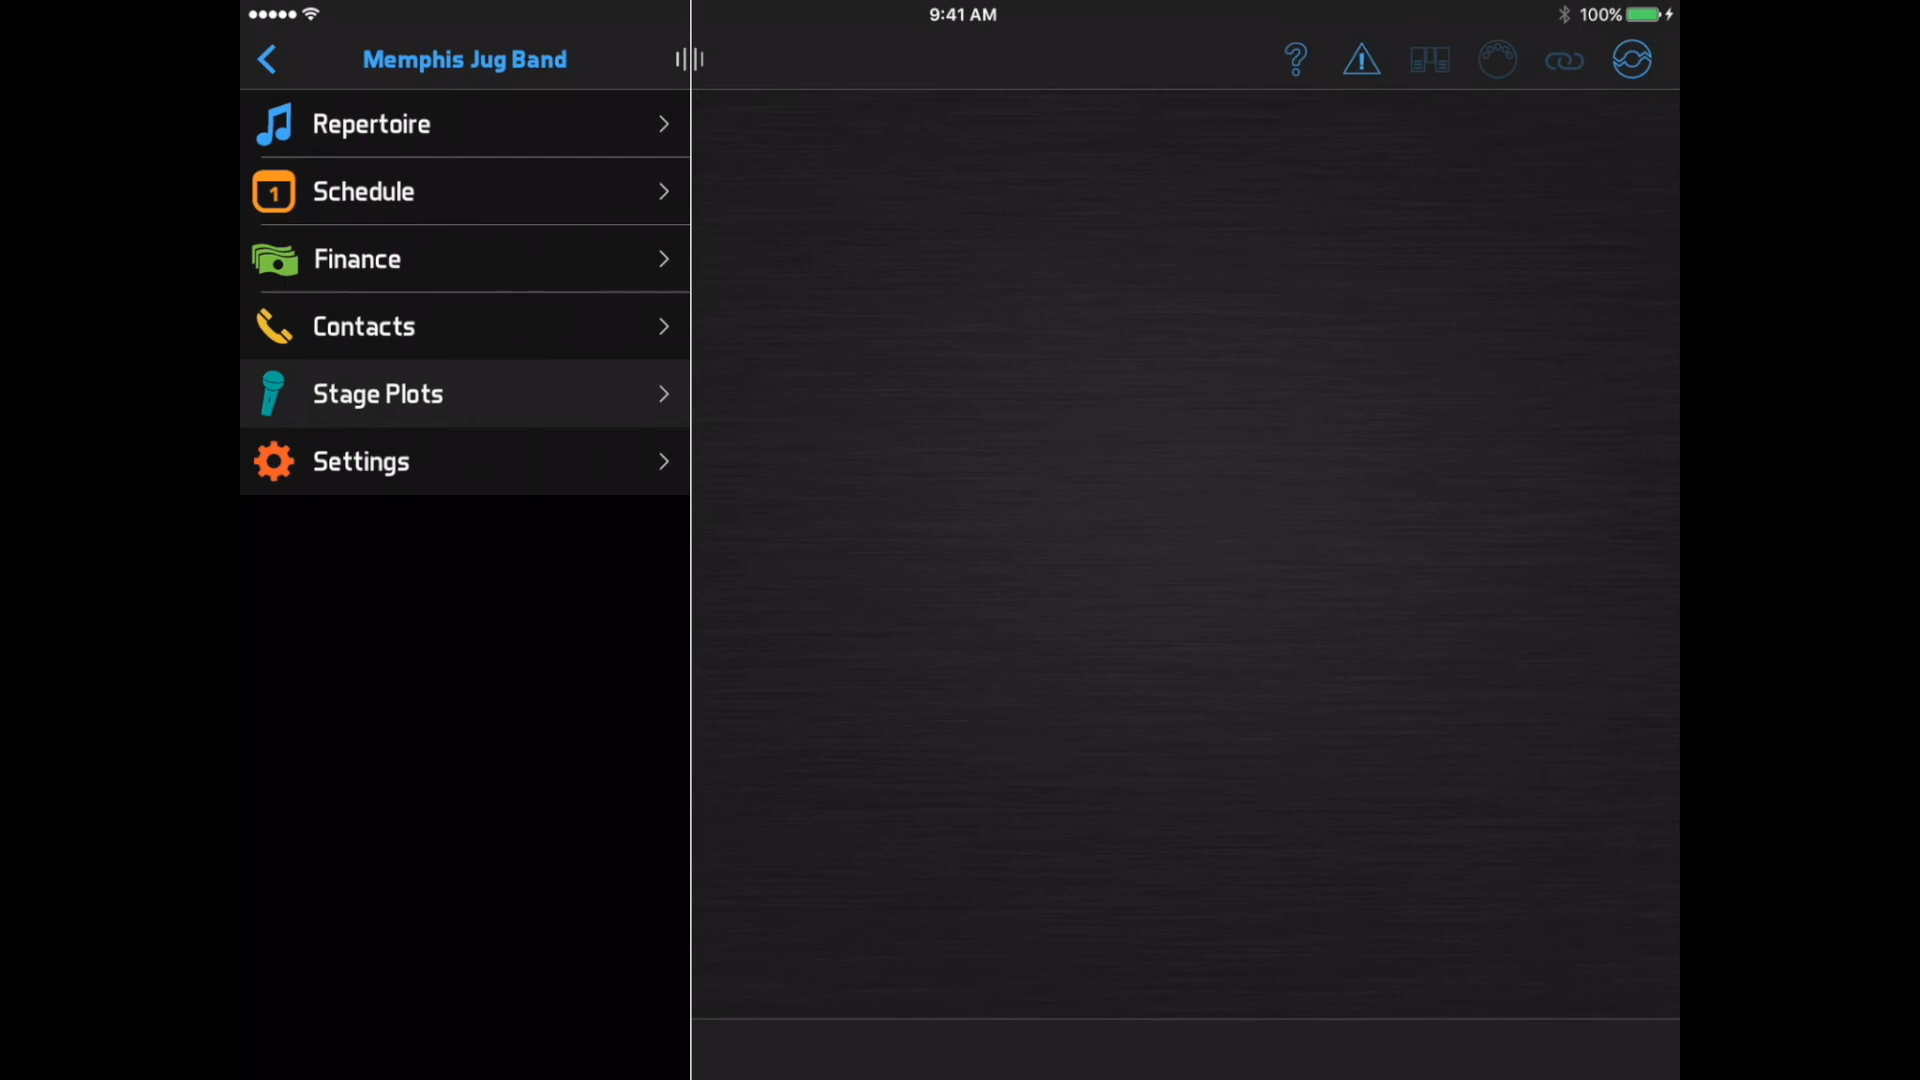 9:41 AM
100%
Memphis Jug Band
Repertoire
1
Schedule
Finance
Contacts
Stage Plots
Settings